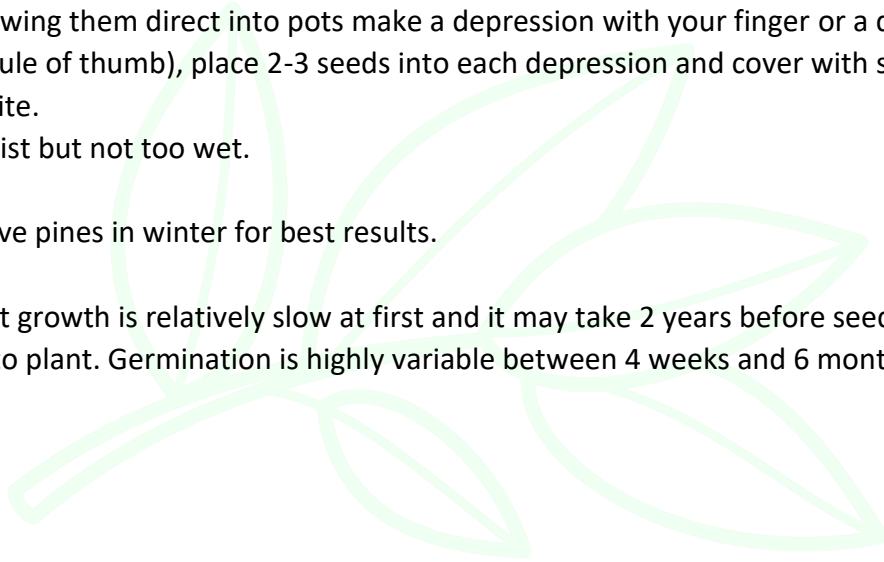 wing them direct into pots make a depression with your finger or a
ule of thumb), place 2-3 seeds into each depression and cover with s
ite.
ist but not too wet.
ve pines in winter for best results.
t growth is relatively slow at first and it may take 2 years before seed
to plant. Germination is highly variable between 4 weeks and 6 mont